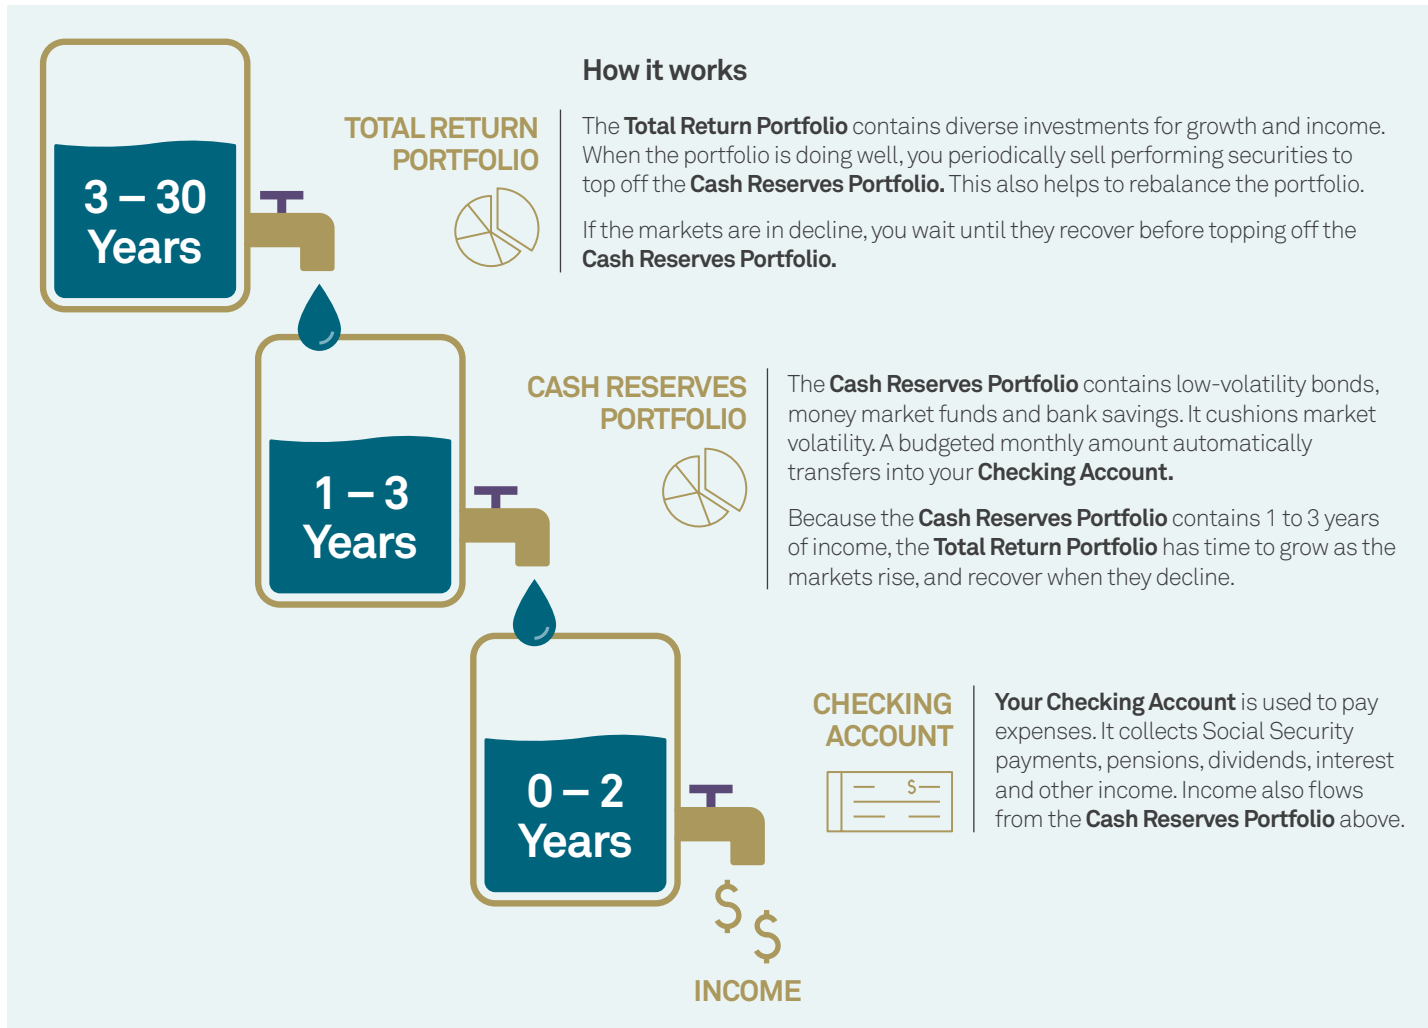 How it works
TOTAL RETURN
PORTFOLIO
The Total Return Portfolio contains diverse investments for growth and income.
When the portfolio is doing well, you periodically sell performing securities to
top off the Cash Reserves Portfolio. This also helps to rebalance the portfolio.
If the markets are in decline, you wait until they recover before topping off the
Cash Reserves Portfolio.
3 – 30
Years
CASH RESERVES
PORTFOLIO
The Cash Reserves Portfolio contains low-volatility bonds,
money market funds and bank savings. It cushions market
volatility. A budgeted monthly amount automatically
transfers into your Checking Account.
Because the Cash Reserves Portfolio contains 1 to 3 years
of income, the Total Return Portfolio has time to grow as the
markets rise, and recover when they decline.
1 – 3
Years
CHECKING
ACCOUNT
$
Your Checking Account is used to pay
expenses. It collects Social Security
payments, pensions, dividends, interest
and other income. Income also flows
from the Cash Reserves Portfolio above.
0 – 2
Years
$
$
INCOME